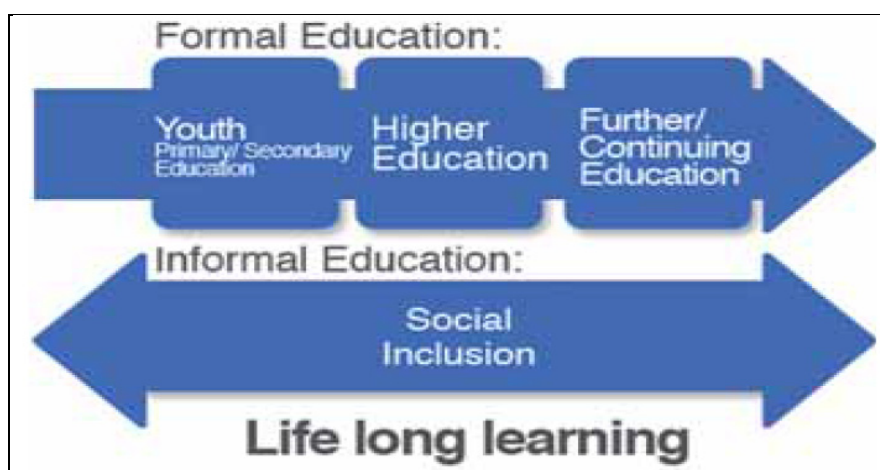 Formal Education:
Youth
Primary/ Secondary
Education
Higher
Education
Further/
Continuing
Education
Informal Education:
Social
Inclusion
Life long learning